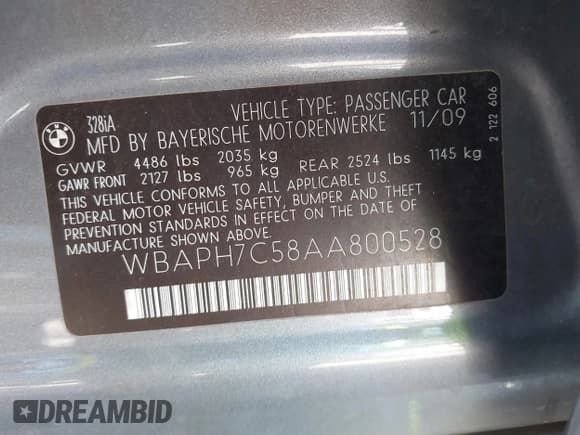 BMW
328iA
VEHICLE TYPE: PASSENGER CAR
MFD BY BAYERISCHE MOTORENWERKE 11/09
GVWR 4486 lbs 2035 kg
GAWR FRONT 2127 lbs 965 kg REAR 2524 lbs 1145 kg
THIS VEHICLE CONFORMS TO ALL APPLICABLE U.S.
FEDERAL MOTOR VEHICLE SAFETY, BUMPER AND THEFT
PREVENTION STANDARDS IN EFFECT ON THE DATE OF
MANUFACTURE SHOWN ABOVE.
WBAPH7C58AA800528
2 122 606
DREAMBID